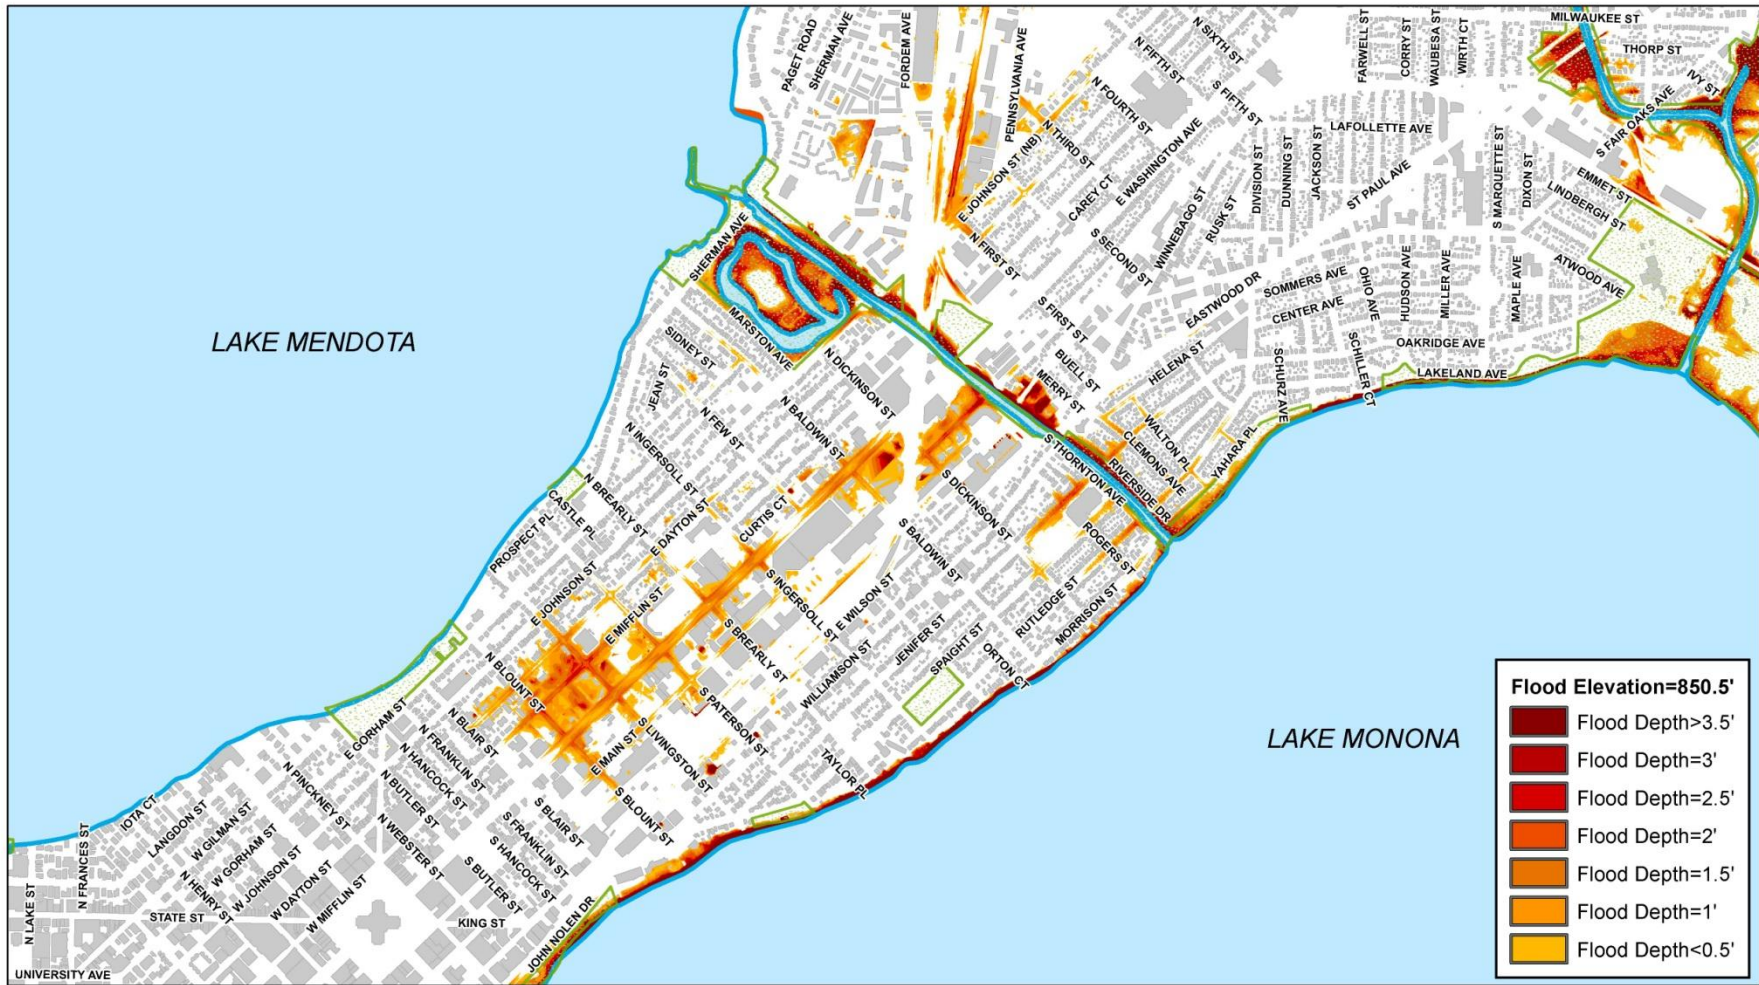 MILWAUKEE ST
THORP ST
IVY ST
PAGET ROAD
SHERMAN AVE
FORDEM AVE
PENNSYLVANIA AVE
N SIXTH ST
N FIFTH ST
S FIFTH ST
N FOURTH ST
N THIRD ST
FARWELL ST
CORRY ST
WAUBESA ST
WIRTH CT
S FAIR OAKS AVE
LAFOLLETTE AVE
E JOHNSON ST (NB)
CAREY CT
E WASHINGTON AVE
WINNEBAGO ST
RUSK ST
DIVISION ST
DUNNING ST
JACKSON ST
ST PAUL AVE
S MARQUETTE ST
DIXON ST
EMMET ST
LINDBERGH ST
N FIRST ST
S SECOND ST
SHERMAN AVE
ATWOOD AVE
EASTWOOD DR
SOMMERS AVE
CENTER AVE
OHIO AVE
HUDSON AVE
MILLER AVE
MAPLE AVE
S FIRST ST
LAKE MENDOTA
MARSTON AVE
SIDNEY ST
N DICKINSON ST
BUELL ST
MERRY ST
HELENA ST
SCHURZ AVE
SCHILLER CT
OAKRIDGE AVE
LAKELAND AVE
JEAN ST
N FEW ST
N BALDWIN ST
N INGERSOLL ST
S THORNTON AVE
WALTON PL
CLEMONS AVE
RIVERSIDE DR
YAHARA PL
N BREARLY ST
CASTLE PL
PROSPECT PL
E DAYTON ST
CURTIS CT
S DICKINSON ST
S BALDWIN ST
ROGERS ST
E JOHNSON ST
E MIFFLIN ST
S INGERSOLL ST
E WILSON ST
RUTLEDGE ST
MORRISON ST
S BREARLY ST
JENIFER ST
SPAIGHT ST
ORTON CT
WILLIAMSON ST
N BLOUNT ST
S PATERSON ST
E GORHAM ST
N BLAIR ST
E MAIN ST
S LIVINGSTON ST
TAYLOR PL
LAKE MONONA
N FRANKLIN ST
N HANCOCK ST
N BUTLER ST
N PINCKNEY ST
N WEBSTER ST
S BLOUNT ST
S BLAIR ST
S FRANKLIN ST
S HANCOCK ST
S BUTLER ST
IOTA CT
LANGDON ST
W GILMAN ST
W GORHAM ST
W JOHNSON ST
W DAYTON ST
W MIFFLIN ST
N HENRY ST
N FRANCES ST
N LAKE ST
STATE ST
KING ST
JOHN NOLEN DR
UNIVERSITY AVE
Flood Elevation=850.5'
Flood Depth>3.5'
Flood Depth=3'
Flood Depth=2.5'
Flood Depth=2'
Flood Depth=1.5'
Flood Depth=1'
Flood Depth<0.5'